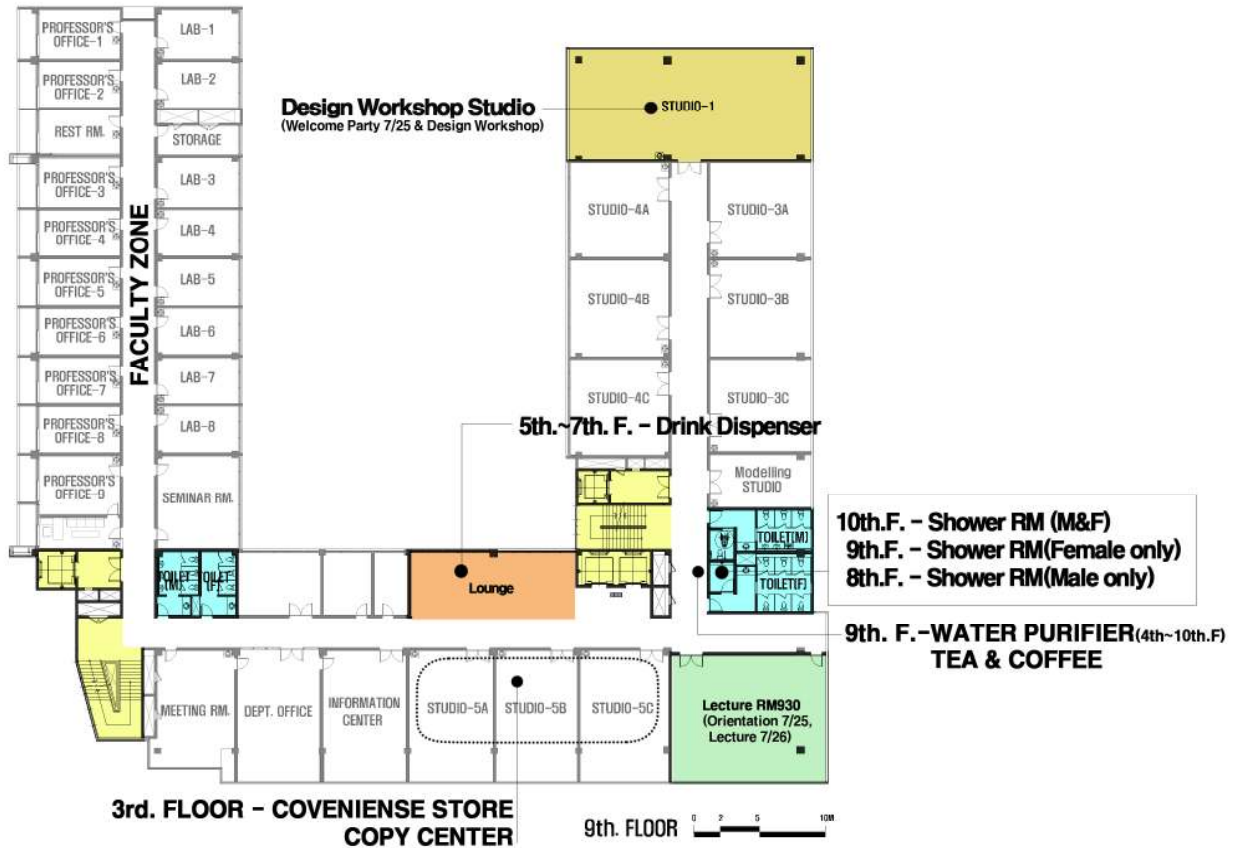 PROFESSOR'S
OFFICE-1
LAB-1
PROFESSOR'S
OFFICE-2
LAB-2
REST RM.
STORAGE
PROFESSOR'S
OFFICE-3
LAB-3
PROFESSOR'S
OFFICE-4
LAB-4
PROFESSOR'S
OFFICE-5
LAB-5
PROFESSOR'S
OFFICE-6
LAB-6
PROFESSOR'S
OFFICE-7
LAB-7
PROFESSOR'S
OFFICE-8
LAB-8
PROFESSOR'S
OFFICE-9
SEMINAR RM.
FACULTY ZONE
Design Workshop Studio
(Welcome Party 7/25 & Design Workshop)
STUDIO-1
STUDIO-4A
STUDIO-3A
STUDIO-4B
STUDIO-3B
STUDIO-4C
STUDIO-3C
5th.~7th. F. - Drink Dispenser
Modelling
STUDIO
TOILET[M]
TOILET[F]
10th.F. - Shower RM (M&F)
9th.F. - Shower RM(Female only)
8th.F. - Shower RM(Male only)
TOILET
[M]
TOILET
[F]
Lounge
9th. F.-WATER PURIFIER(4th~10th.F)
TEA & COFFEE
MEETING RM.
DEPT. OFFICE
INFORMATION
CENTER
STUDIO-5A
STUDIO-5B
STUDIO-5C
Lecture RM930
(Orientation 7/25,
Lecture 7/26)
3rd. FLOOR - COVENIENSE STORE
COPY CENTER
9th. FLOOR
0 2 5 10M